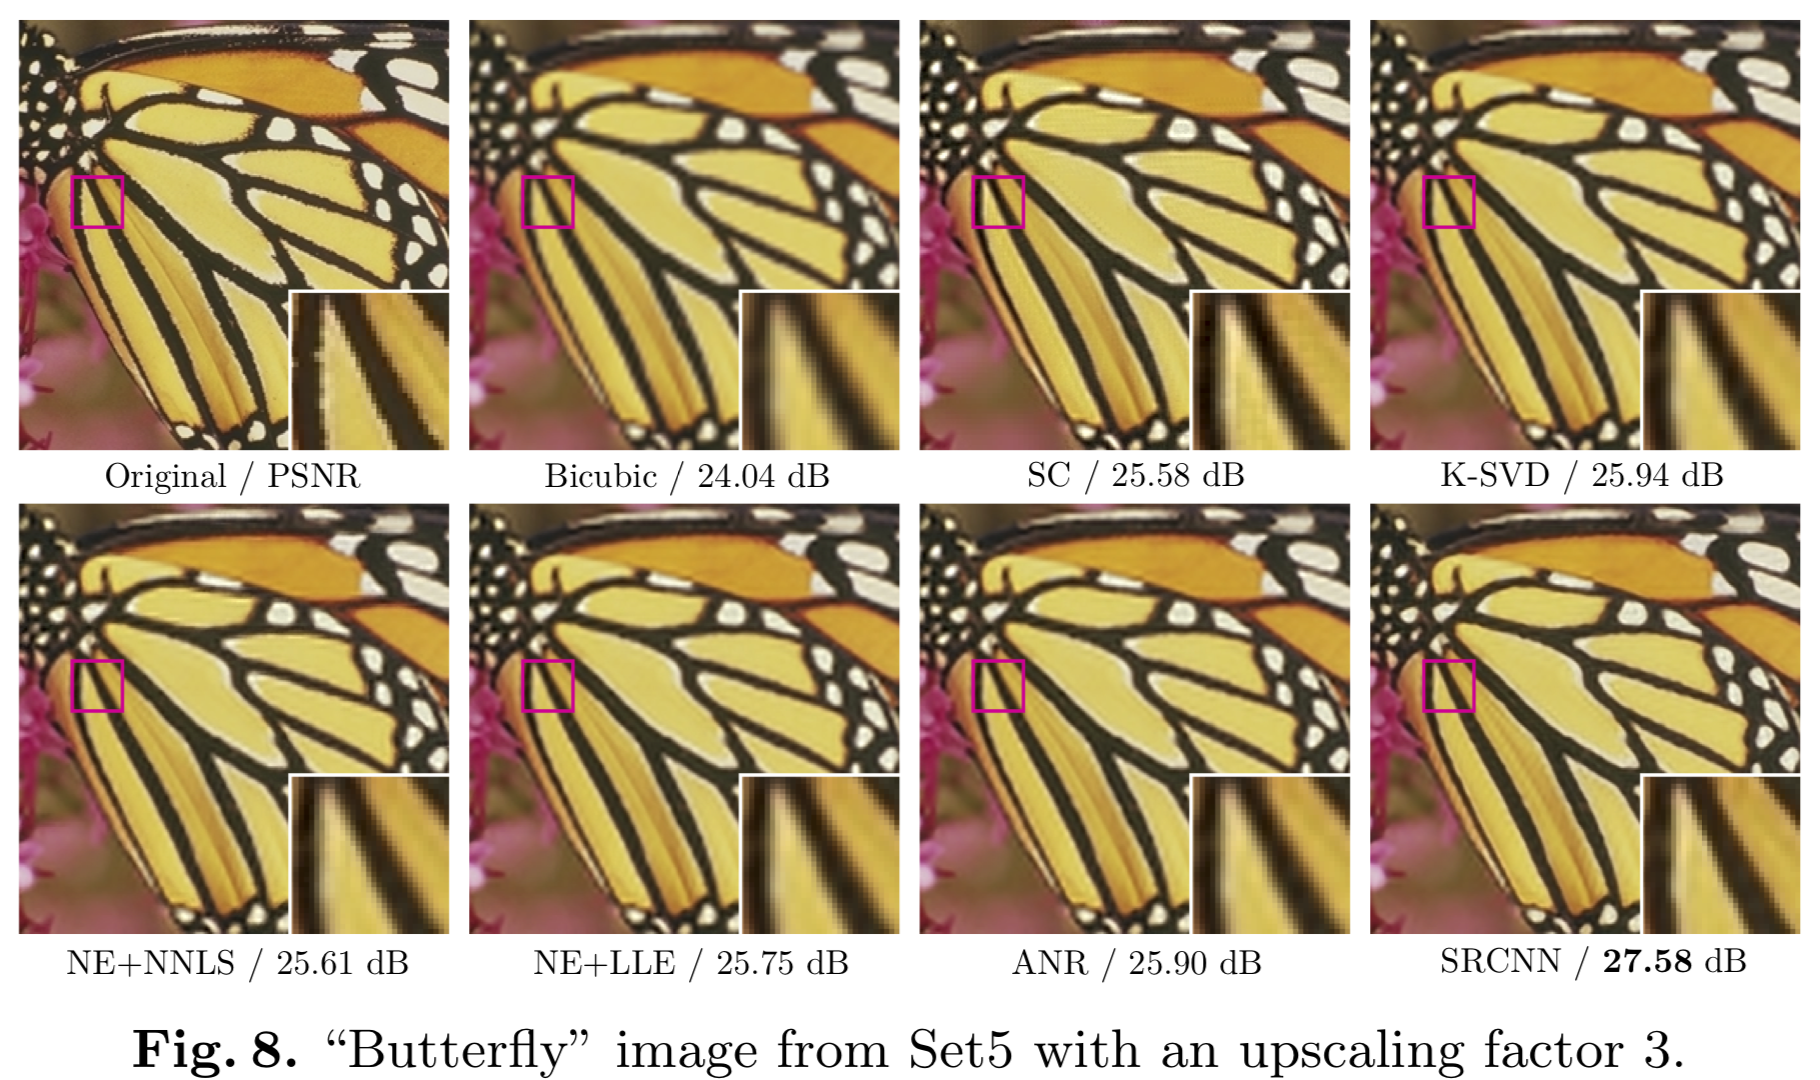 Original / PSNR
Bicubic / 24.04 dB
SC / 25.58 dB
K-SVD / 25.94 dB
NE+NNLS / 25.61 dB
NE+LLE / 25.75 dB
ANR / 25.90 dB
SRCNN / 27.58 dB
Fig. 8. “Butterfly” image from Set5 with an upscaling factor 3.